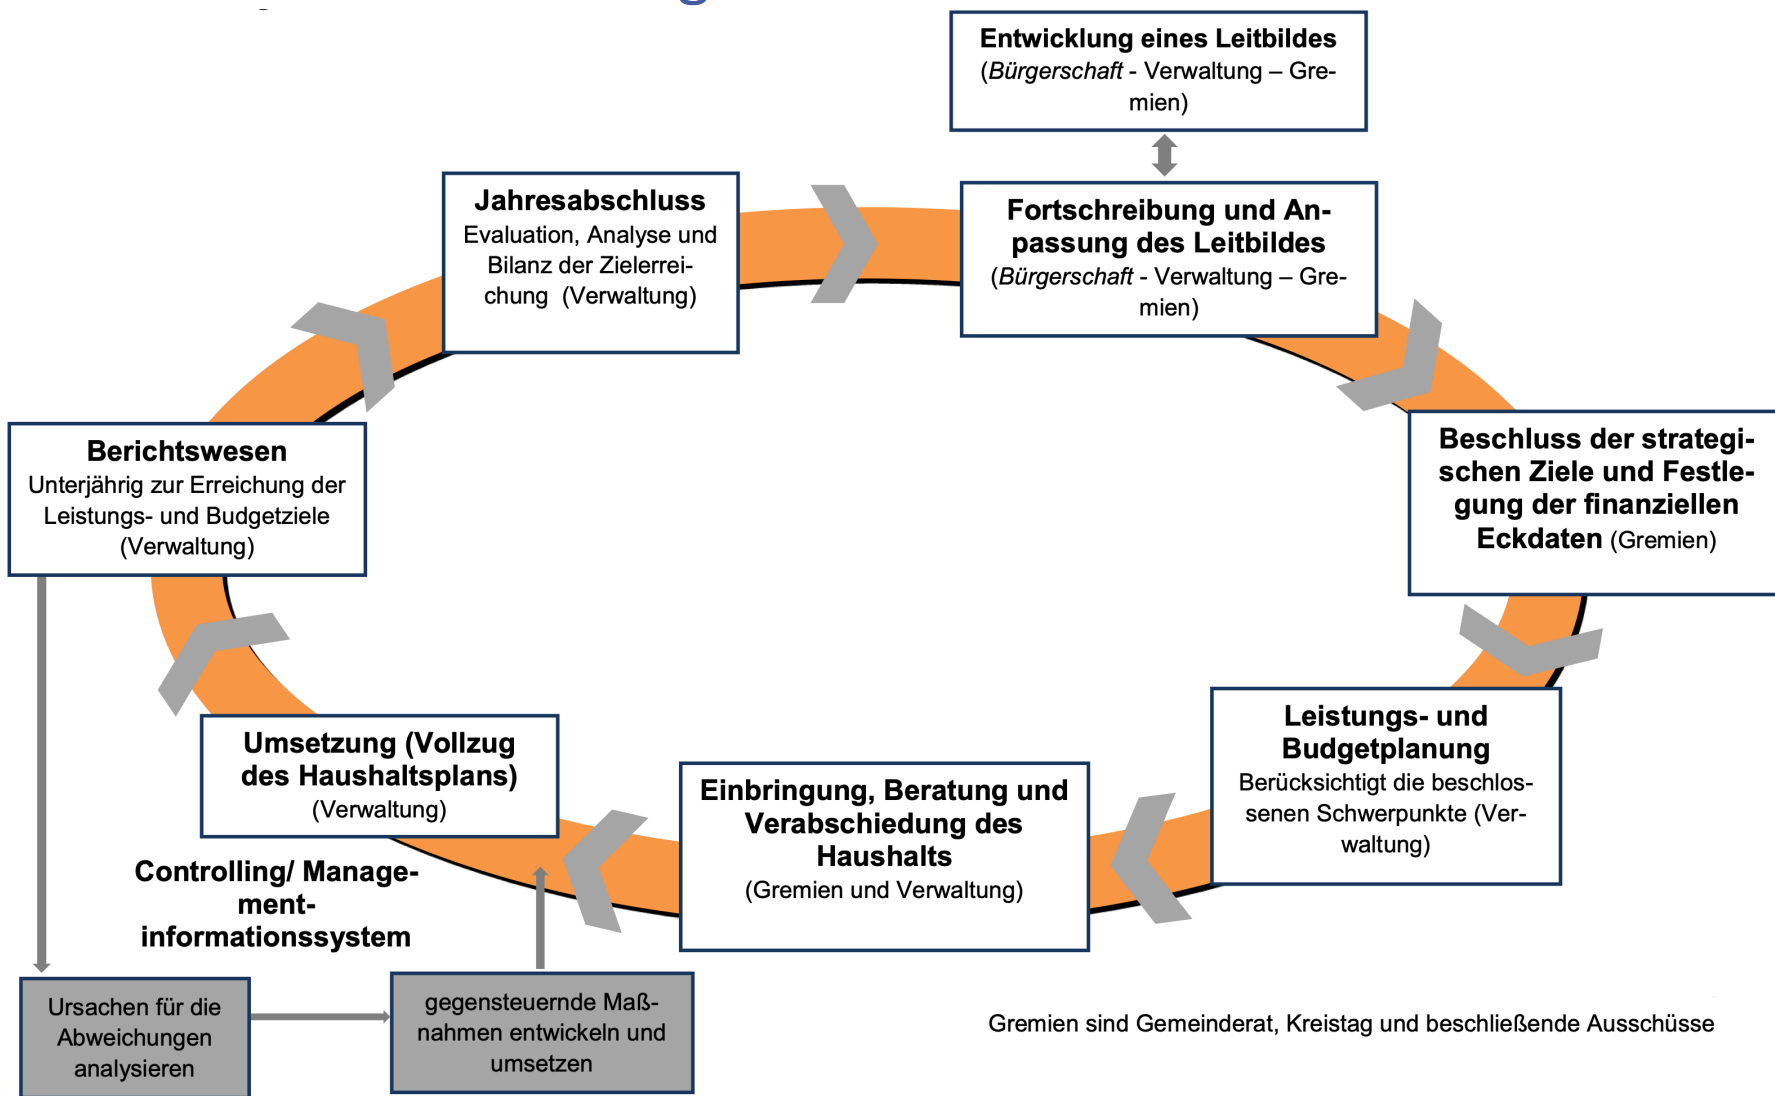 Entwicklung eines Leitbildes
(Bürgerschaft - Verwaltung – Gre-
mien)
Fortschreibung und An-
passung des Leitbildes
(Bürgerschaft - Verwaltung – Gre-
mien)
Jahresabschluss
Evaluation, Analyse und
Bilanz der Zielerrei-
chung (Verwaltung)
Beschluss der strategi-
schen Ziele und Festle-
gung der finanziellen
Eckdaten (Gremien)
Berichtswesen
Unterjährig zur Erreichung der
Leistungs- und Budgetziele
(Verwaltung)
Leistungs- und
Budgetplanung
Berücksichtigt die beschlos-
senen Schwerpunkte (Ver-
waltung)
Umsetzung (Vollzug
des Haushaltsplans)
(Verwaltung)
Einbringung, Beratung und
Verabschiedung des
Haushalts
(Gremien und Verwaltung)
Controlling/ Manage-
ment-
informationssystem
Ursachen für die
Abweichungen
analysieren
gegensteuernde Maß-
nahmen entwickeln und
umsetzen
Gremien sind Gemeinderat, Kreistag und beschließende Ausschüsse